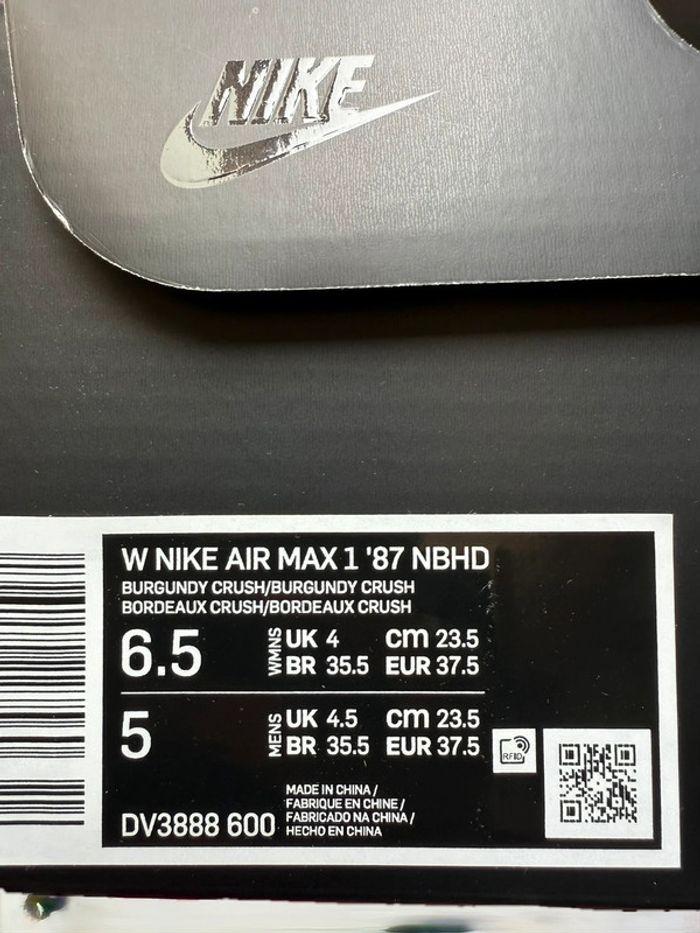 NIKE
W NIKE AIR MAX 1 '87 NBHD
BURGUNDY CRUSH/BURGUNDY CRUSH
BORDEAUX CRUSH/BORDEAUX CRUSH
6.5 WMNS UK 4 cm 23.5
BR 35.5 EUR 37.5
5 MENS UK 4.5 cm 23.5
BR 35.5 EUR 37.5
RFID
DV3888 600
MADE IN CHINA /
FABRIQUE EN CHINE /
FABRICADO NA CHINA /
HECHO EN CHINA